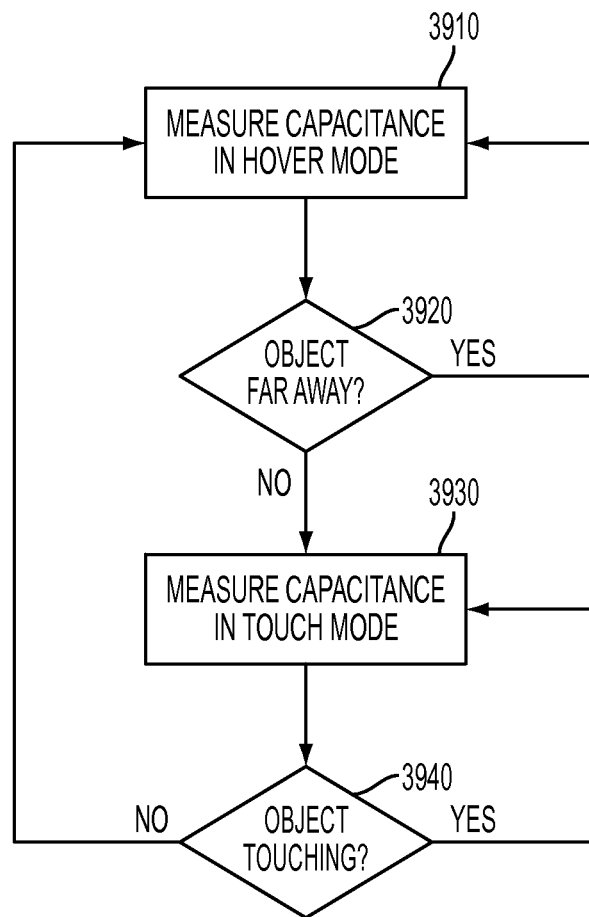 3910
MEASURE CAPACITANCE
IN HOVER MODE
3920
OBJECT
FAR AWAY?
YES
NO
3930
MEASURE CAPACITANCE
IN TOUCH MODE
3940
NO
OBJECT
TOUCHING?
YES